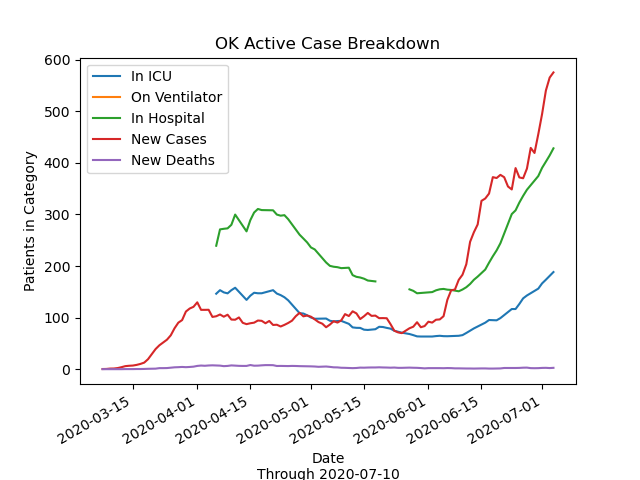 OK Active Case Breakdown
Patients in Category
600
500
400
300
200
100
0
In ICU
On Ventilator
In Hospital
New Cases
New Deaths
2020-03-15
2020-04-01
2020-04-15
2020-05-01
2020-05-15
2020-06-01
2020-06-15
2020-07-01
Date
Through 2020-07-10